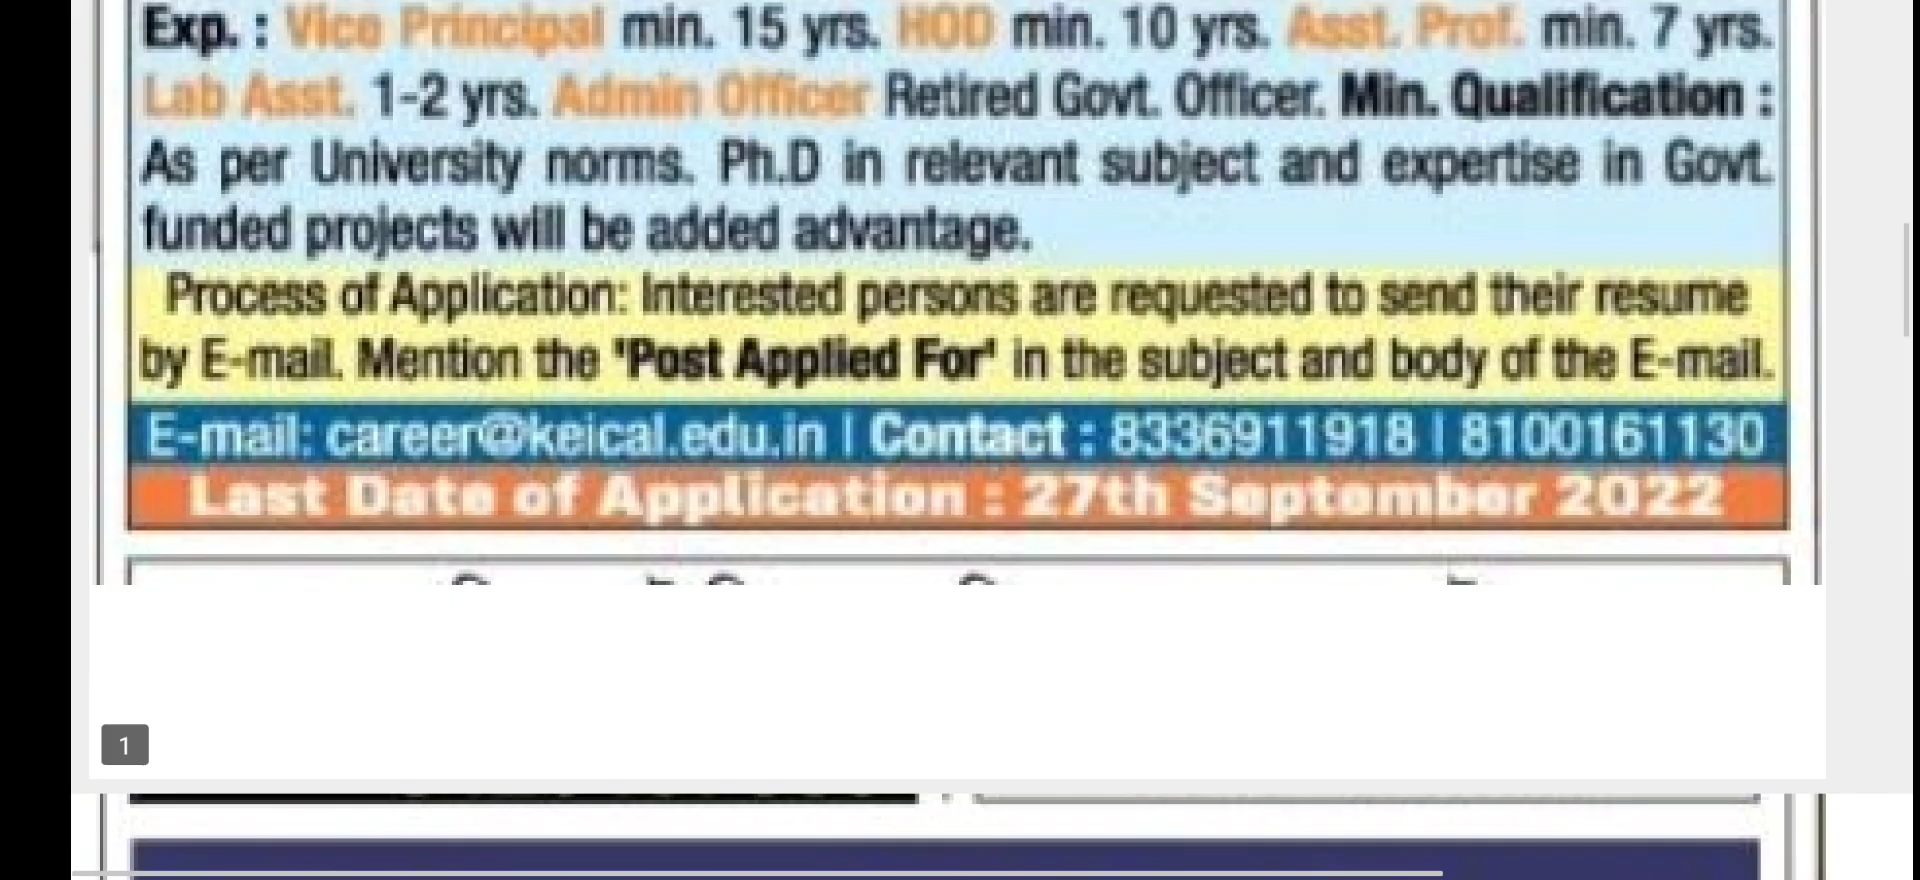 Exp. : Vice Principal min. 15 yrs. HOD min. 10 yrs. Asst. Prof. min. 7 yrs.
Lab Asst. 1-2 yrs. Admin Officer Retired Govt. Officer. Min. Qualification :
As per University norms. Ph.D in relevant subject and expertise in Govt.
funded projects will be added advantage.
Process of Application: Interested persons are requested to send their resume
by E-mail. Mention the 'Post Applied For' in the subject and body of the E-mail.
E-mail: career@keical.edu.in | Contact : 8336911918 | 8100161130
Last Date of Application : 27th September 2022
1